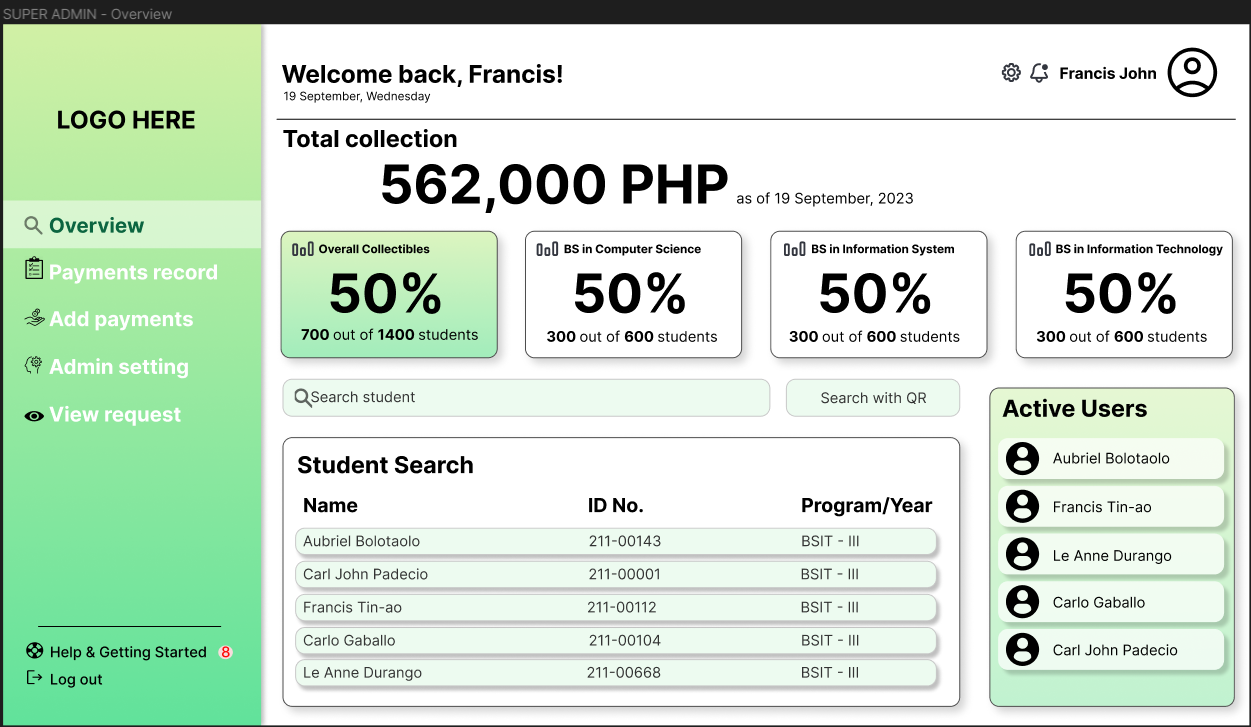 SUPER ADMIN - Overview
LOGO HERE
Overview
Payments record
Add payments
Admin setting
View request
Help & Getting Started 8
Log out
Welcome back, Francis!
19 September, Wednesday
Francis John
Total collection
562,000 PHP as of 19 September, 2023
Overall Collectibles
50%
700 out of 1400 students
BS in Computer Science
50%
300 out of 600 students
BS in Information System
50%
300 out of 600 students
BS in Information Technology
50%
300 out of 600 students
Search student
Search with QR
Student Search
Name ID No. Program/Year
Aubriel Bolotaolo 211-00143 BSIT - III
Carl John Padecio 211-00001 BSIT - III
Francis Tin-ao 211-00112 BSIT - III
Carlo Gaballo 211-00104 BSIT - III
Le Anne Durango 211-00668 BSIT - III
Active Users
Aubriel Bolotaolo
Francis Tin-ao
Le Anne Durango
Carlo Gaballo
Carl John Padecio